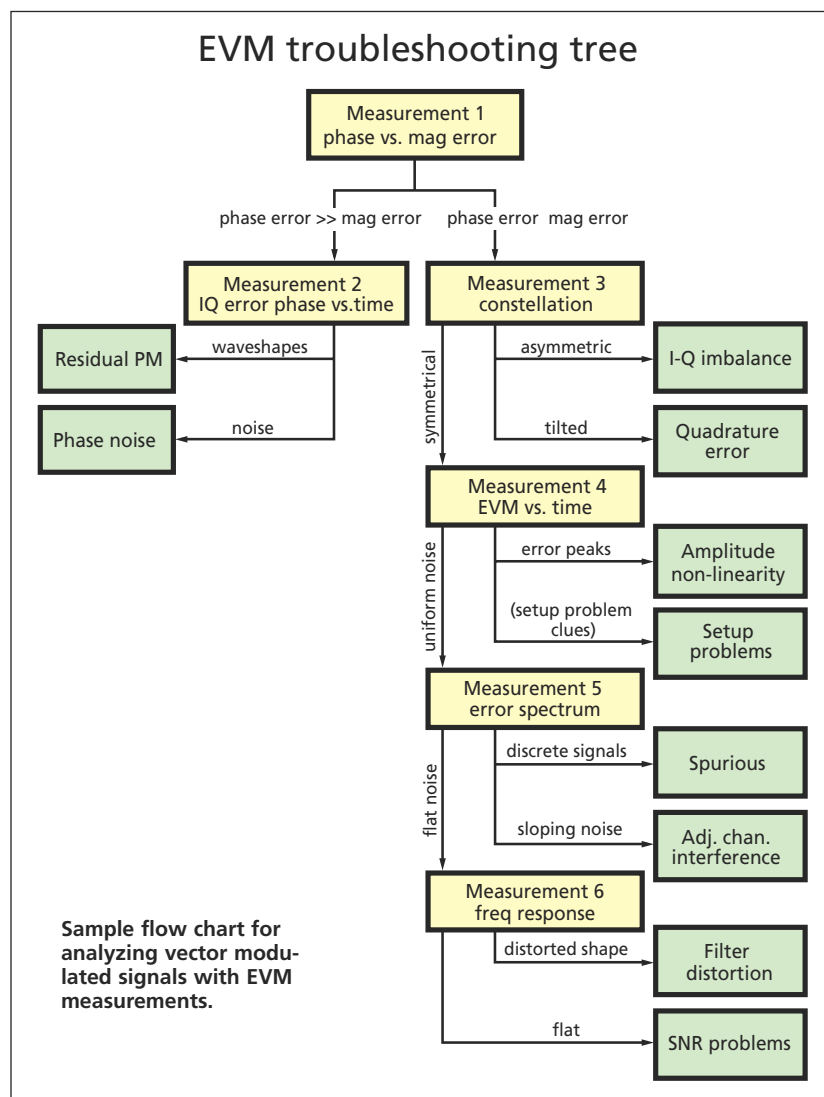 EVM troubleshooting tree
Measurement 1
phase vs. mag error
phase error >> mag error
phase error mag error
Measurement 2
IQ error phase vs.time
Measurement 3
constellation
waveshapes
Residual PM
noise
Phase noise
asymmetric
I-Q imbalance
tilted
Quadrature
error
symmetrical
Measurement 4
EVM vs. time
error peaks
Amplitude
non-linearity
(setup problem
clues)
Setup
problems
uniform noise
Measurement 5
error spectrum
discrete signals
Spurious
sloping noise
Adj. chan.
interference
flat noise
Measurement 6
freq response
distorted shape
Filter
distortion
flat
SNR problems
Sample flow chart for
analyzing vector modu-
lated signals with EVM
measurements.